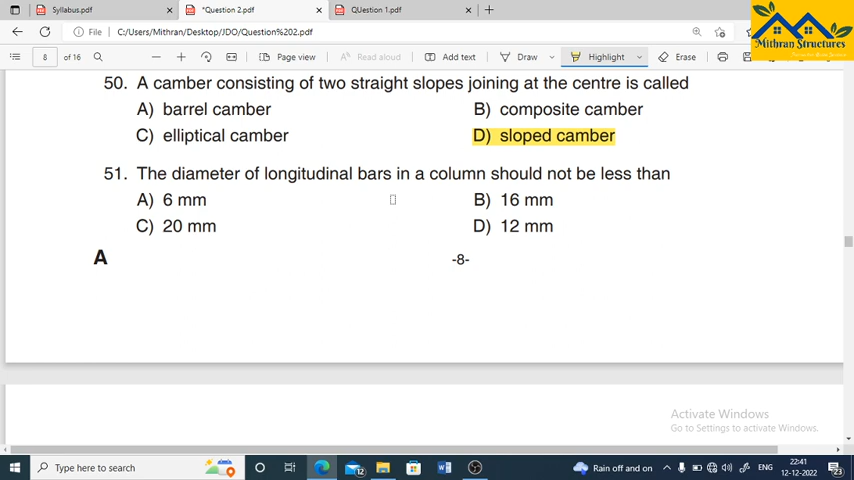 Syllabus.pdf
*Question 2.pdf
QUestion 1.pdf
File
C:/Users/Mithran/Desktop/JDO/Question%202.pdf
8 of 16
Page view
Read aloud
Add text
Draw
Highlight
Erase
Mithran Structures
50. A camber consisting of two straight slopes joining at the centre is called
A) barrel camber B) composite camber
C) elliptical camber D) sloped camber
51. The diameter of longitudinal bars in a column should not be less than
A) 6 mm B) 16 mm
C) 20 mm D) 12 mm
A -8-
Activate Windows
Go to Settings to activate Windows.
Type here to search
12
Rain off and on
ENG
22:41
12-12-2022
23